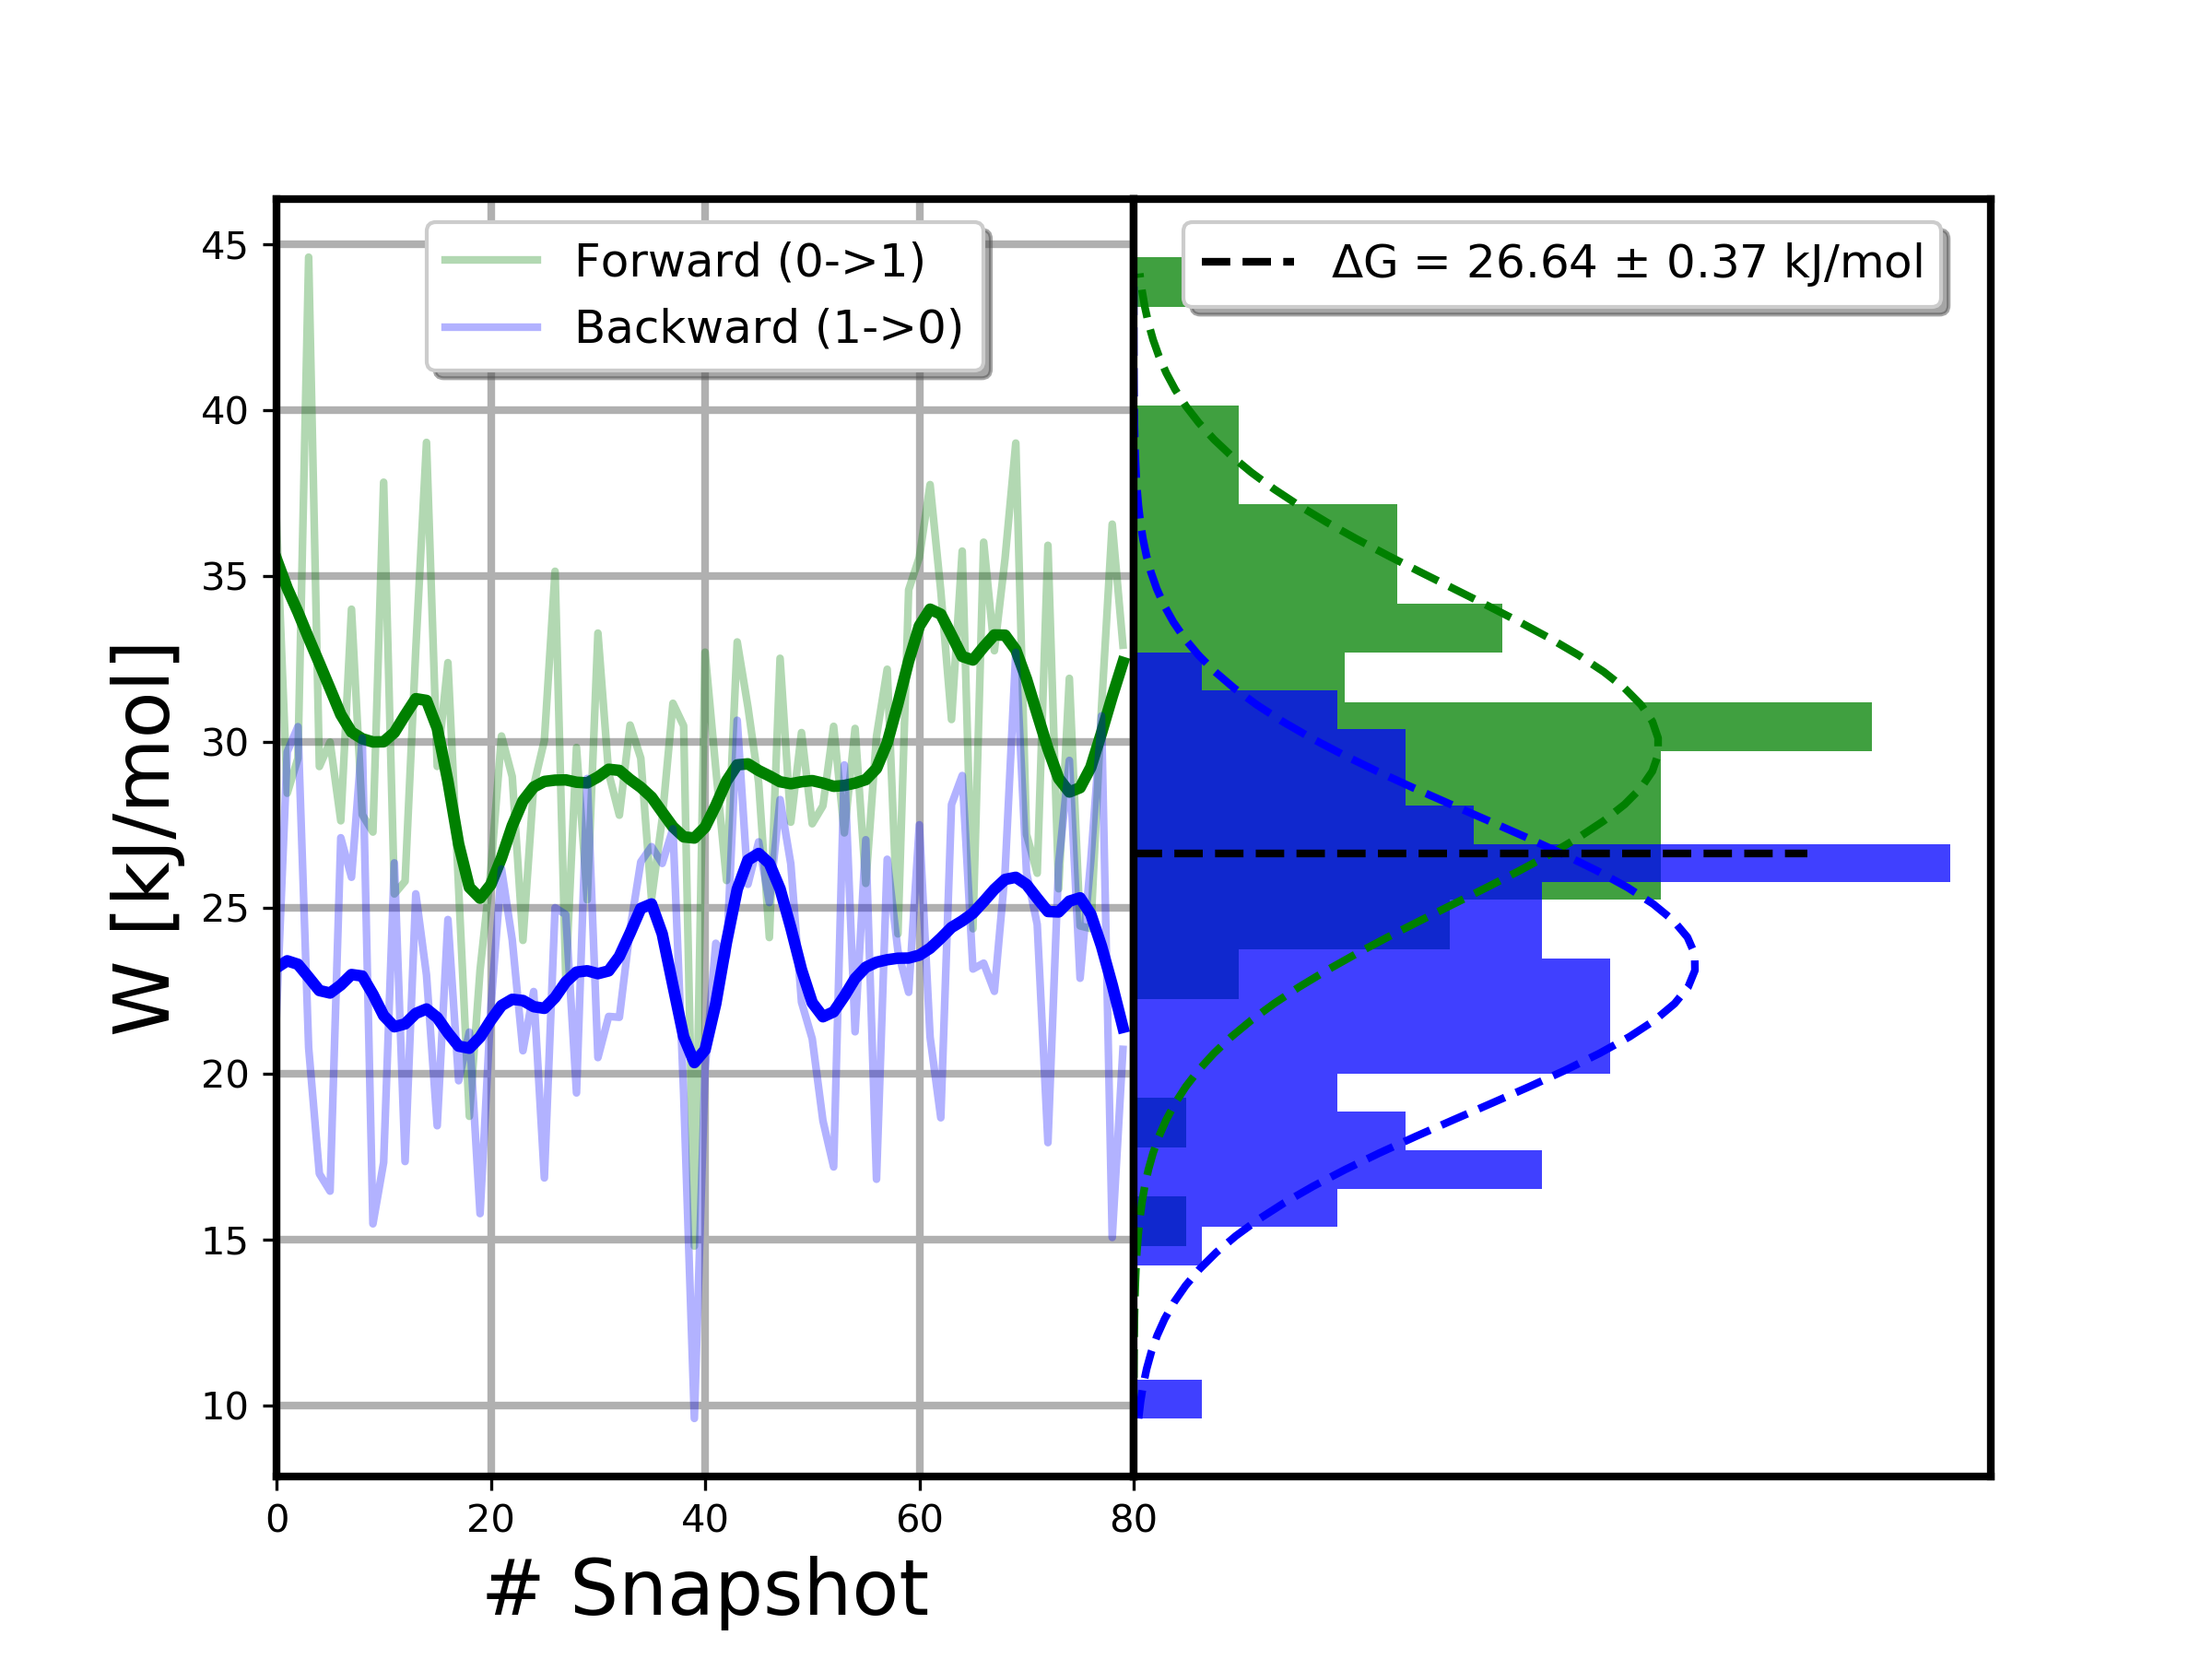 Forward (0->1)
Backward (1->0)
ΔG = 26.64 ± 0.37 kJ/mol
W [kJ/mol]
45
40
35
30
25
20
15
10
0 20 40 60 80
# Snapshot